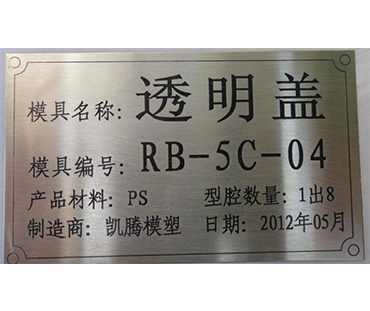 模具名称: 透明盖
模具编号: RB-5C-04
产品材料: PS 型腔数量: 1出8
制造商: 凯腾模塑 日期: 2012年05月